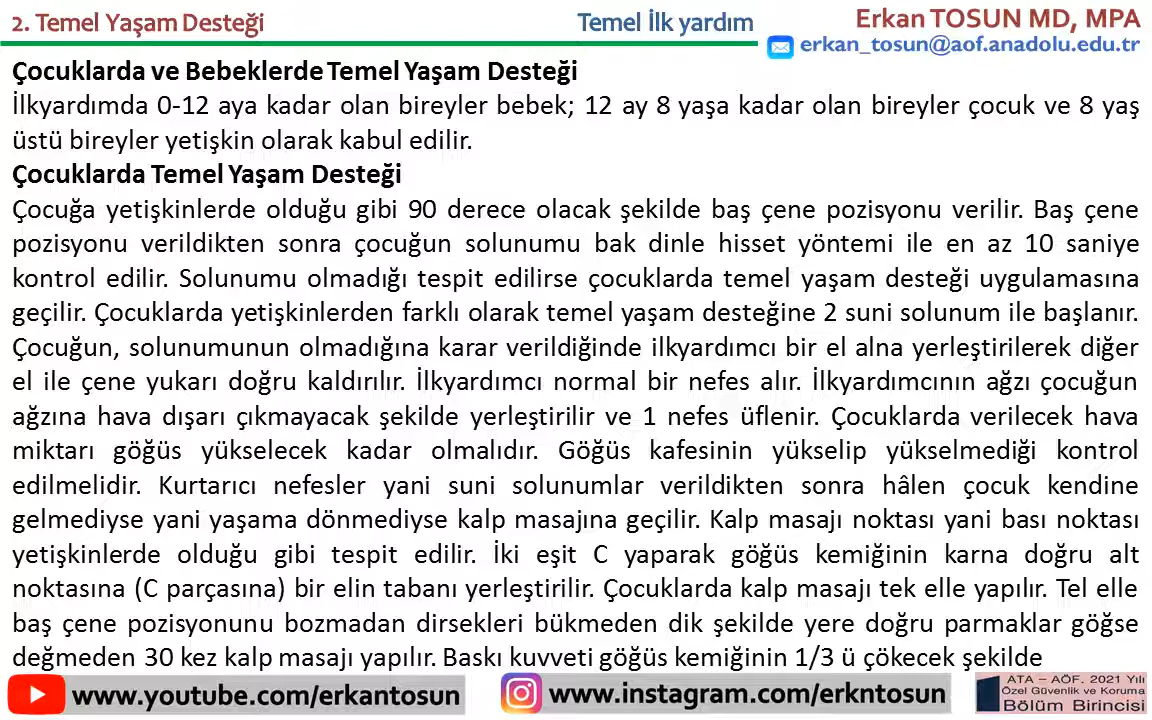 2. Temel Yaşam Desteği
Temel İlk yardım
Erkan TOSUN MD, MPA
erkan_tosun@aof.anadolu.edu.tr
Çocuklarda ve Bebeklerde Temel Yaşam Desteği
İlkyardımda 0-12 aya kadar olan bireyler bebek; 12 ay 8 yaşa kadar olan bireyler çocuk ve 8 yaş
üstü bireyler yetişkin olarak kabul edilir.
Çocuklarda Temel Yaşam Desteği
Çocuğa yetişkinlerde olduğu gibi 90 derece olacak şekilde baş çene pozisyonu verilir. Baş çene
pozisyonu verildikten sonra çocuğun solunumu bak dinle hisset yöntemi ile en az 10 saniye
kontrol edilir. Solunumu olmadığı tespit edilirse çocuklarda temel yaşam desteği uygulamasına
geçilir. Çocuklarda yetişkinlerden farklı olarak temel yaşam desteğine 2 suni solunum ile başlanır.
Çocuğun, solunumunun olmadığına karar verildiğinde ilkyardımcı bir el alna yerleştirilerek diğer
el ile çene yukarı doğru kaldırılır. İlkyardımcı normal bir nefes alır. İlkyardımcının ağzı çocuğun
ağzına hava dışarı çıkmayacak şekilde yerleştirilir ve 1 nefes üflenir. Çocuklarda verilecek hava
miktarı göğüs yükselecek kadar olmalıdır. Göğüs kafesinin yükselip yükselmediği kontrol
edilmelidir. Kurtarıcı nefesler yani suni solunumlar verildikten sonra hâlen çocuk kendine
gelmediyse yani yaşama dönmediyse kalp masajına geçilir. Kalp masajı noktası yani bası noktası
yetişkinlerde olduğu gibi tespit edilir. İki eşit C yaparak göğüs kemiğinin karna doğru alt
noktasına (C parçasına) bir elin tabanı yerleştirilir. Çocuklarda kalp masajı tek elle yapılır. Tel elle
baş çene pozisyonunu bozmadan dirsekleri bükmeden dik şekilde yere doğru parmaklar göğse
değmeden 30 kez kalp masajı yapılır. Baskı kuvveti göğüs kemiğinin 1/3 ü çökecek şekilde
www.youtube.com/erkantosun
www.instagram.com/erkntosun
ATA – AÖF. 2021 Yılı
Özel Güvenlik ve Koruma
Bölüm Birincisi